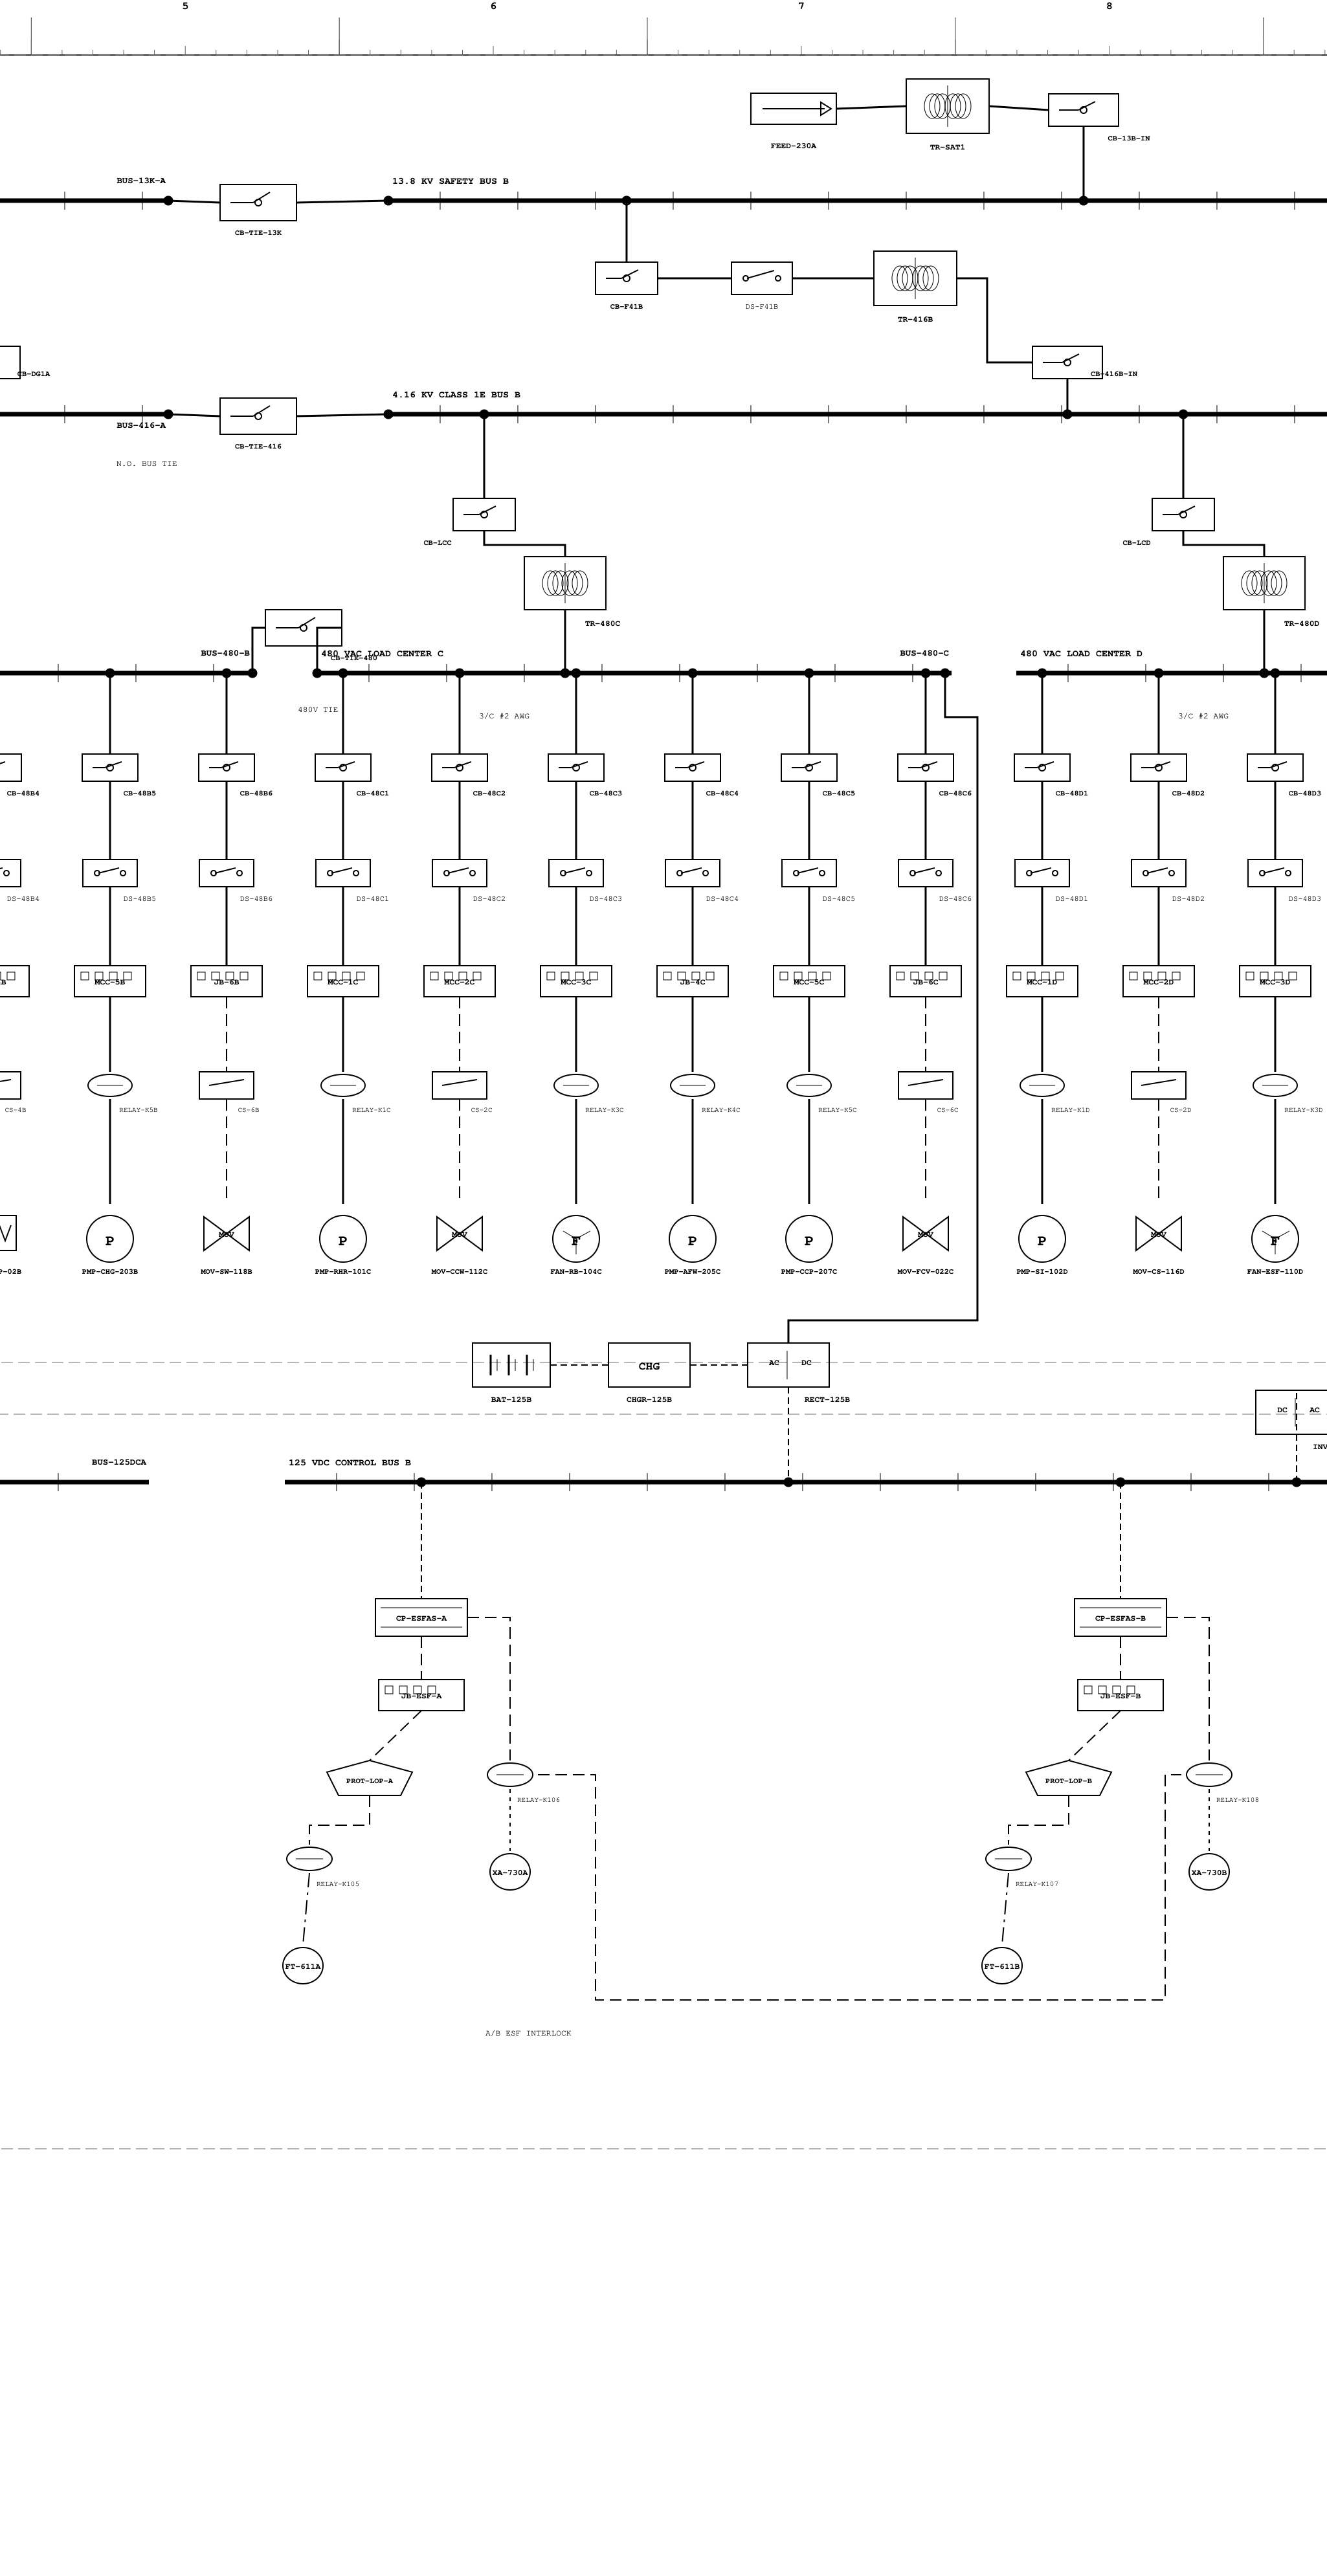 5 6 7 8
FEED-230A
TR-SAT1
CB-13B-IN
BUS-13K-A
13.8 KV SAFETY BUS B
CB-TIE-13K
CB-F41B
DS-F41B
TR-416B
CB-DG1A
CB-416B-IN
4.16 KV CLASS 1E BUS B
BUS-416-A
CB-TIE-416
N.O. BUS TIE
CB-LCC
CB-LCD
TR-480C
TR-480D
BUS-480-B
480 VAC LOAD CENTER C
CB-TIE-480
BUS-480-C
480 VAC LOAD CENTER D
480V TIE
3/C #2 AWG
3/C #2 AWG
CB-48B4 CB-48B5 CB-48B6 CB-48C1 CB-48C2 CB-48C3 CB-48C4 CB-48C5 CB-48C6 CB-48D1 CB-48D2 CB-48D3
DS-48B4 DS-48B5 DS-48B6 DS-48C1 DS-48C2 DS-48C3 DS-48C4 DS-48C5 DS-48C6 DS-48D1 DS-48D2 DS-48D3
B MCC-5B JB-6B MCC-1C MCC-2C MCC-3C JB-4C MCC-5C JB-6C MCC-1D MCC-2D MCC-3D
CS-4B RELAY-K5B CS-6B RELAY-K1C CS-2C RELAY-K3C RELAY-K4C RELAY-K5C CS-6C RELAY-K1D CS-2D RELAY-K3D
P MOV P MOV F P P MOV P MOV F
P-02B PMP-CHG-203B MOV-SW-118B PMP-RHR-101C MOV-CCW-112C FAN-RB-104C PMP-AFW-205C PMP-CCP-207C MOV-FCV-022C PMP-SI-102D MOV-CS-116D FAN-ESF-110D
CHG
AC DC
BAT-125B
CHGR-125B
RECT-125B
DC AC
INV
BUS-125DCA
125 VDC CONTROL BUS B
CP-ESFAS-A
CP-ESFAS-B
JB-ESF-A
JB-ESF-B
PROT-LOP-A
PROT-LOP-B
RELAY-K106
RELAY-K108
XA-730A
XA-730B
RELAY-K105
RELAY-K107
FT-611A
FT-611B
A/B ESF INTERLOCK